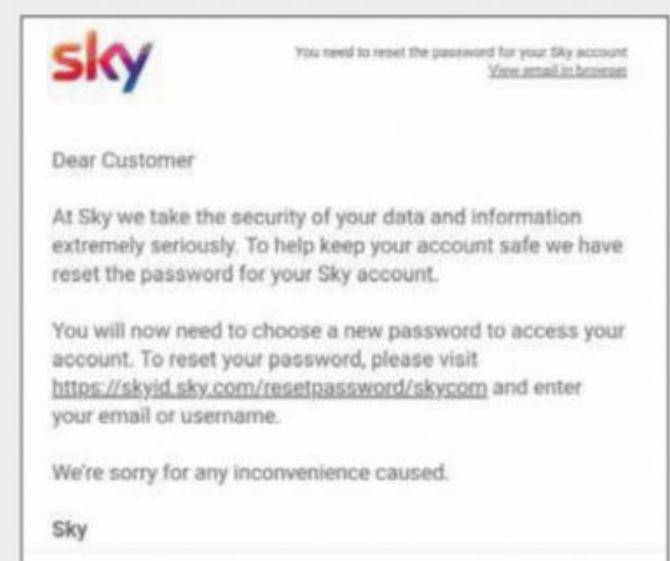 sky
You need to reset the password for your Sky account
View email in browser
Dear Customer
At Sky we take the security of your data and information
extremely seriously. To help keep your account safe we have
reset the password for your Sky account.
You will now need to choose a new password to access your
account. To reset your password, please visit
https://skyid.sky.com/resetpassword/skycom and enter
your email or username.
We're sorry for any inconvenience caused.
Sky